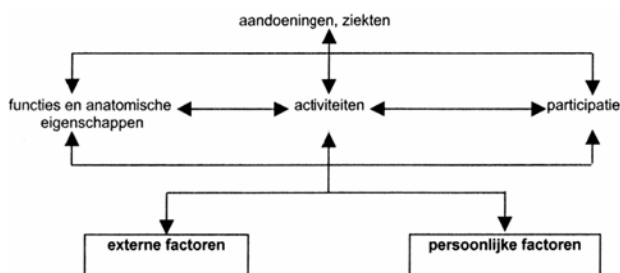 aandoeningen, ziekten
functies en anatomische
eigenschappen
activiteiten
participatie
externe factoren
persoonlijke factoren